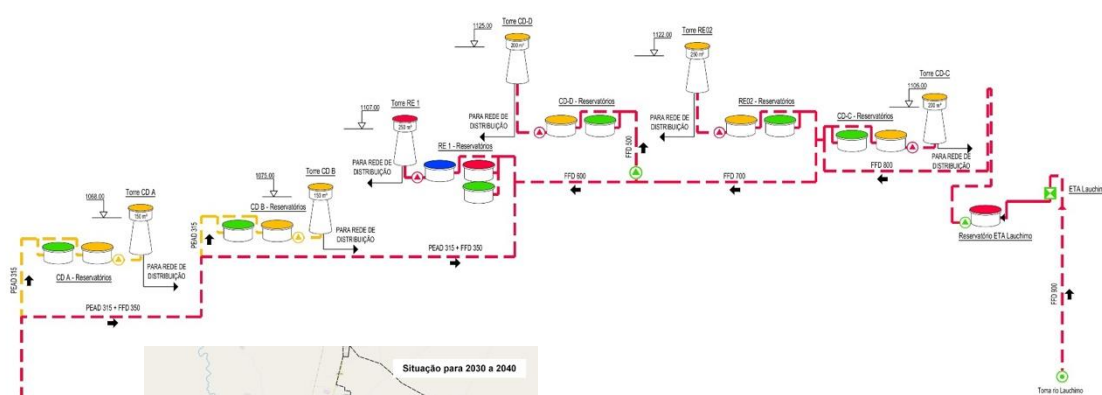 Torre CD-D
1125.00
200 m³
Torre RE02
1122.00
250 m³
Torre CD-C
1105.00
200 m³
Torre RE 1
1107.00
250 m³
CD-D - Reservatórios
RE02 - Reservatórios
CD-C - Reservatórios
PARA REDE DE
DISTRIBUIÇÃO
PARA REDE DE
DISTRIBUIÇÃO
PARA REDE DE
DISTRIBUIÇÃO
PARA REDE DE
DISTRIBUIÇÃO
RE 1 - Reservatórios
FFD 500
FFD 600
FFD 700
FFD 800
Torre CD B
1075.00
150 m³
CD B - Reservatórios
PEAD 315
PARA REDE DE
DISTRIBUIÇÃO
PEAD 315 + FFD 350
Torre CD A
1068.00
150 m³
CD A - Reservatórios
PEAD 315
PARA REDE DE
DISTRIBUIÇÃO
PEAD 315 + FFD 350
ETA Lauchim
Reservatório ETA Lauchimo
FFD 900
Toma rio Lauchimo
Situação para 2030 a 2040